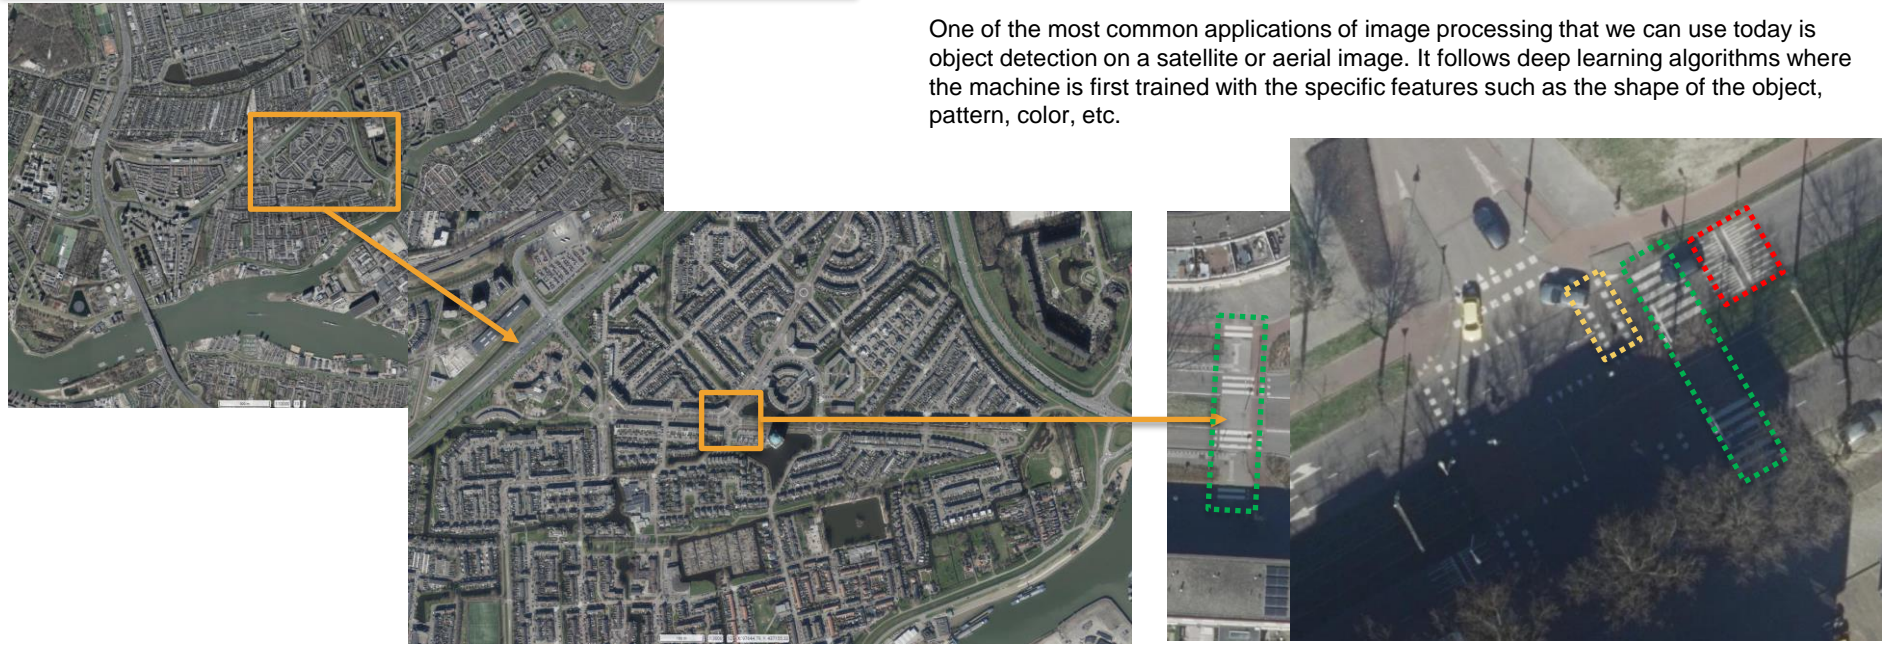 One of the most common applications of image processing that we can use today is
object detection on a satellite or aerial image. It follows deep learning algorithms where
the machine is first trained with the specific features such as the shape of the object,
pattern, color, etc.